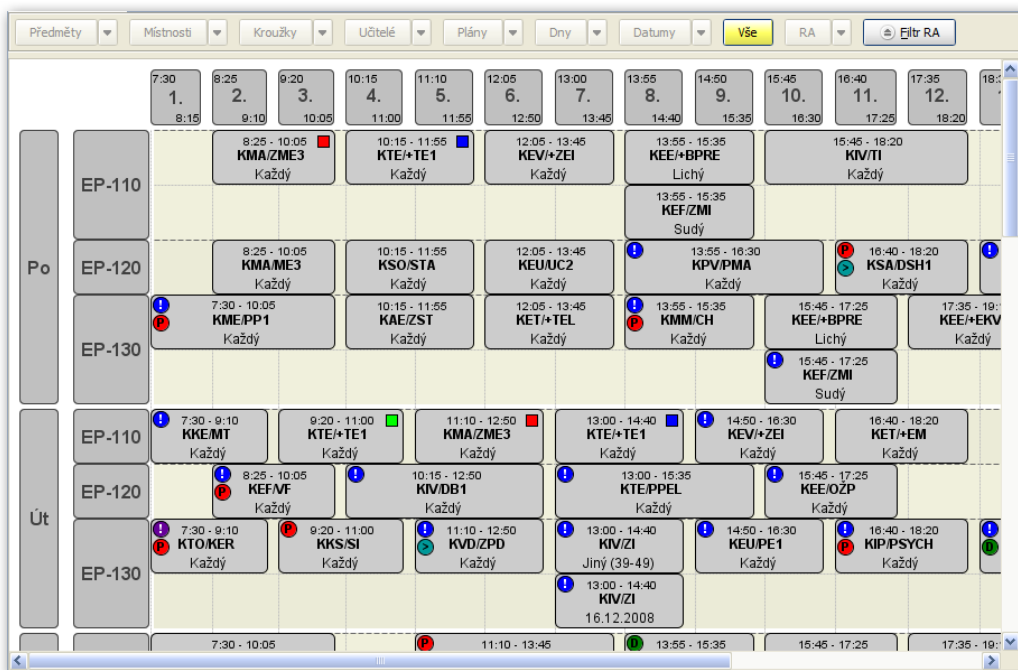 Předměty Místnosti Kroužky Učitelé Plány Dny Datumy Vše RA Filtr RA
7:30 8:25 9:20 10:15 11:10 12:05 13:00 13:55 14:50 15:45 16:40 17:35
1. 2. 3. 4. 5. 6. 7. 8. 9. 10. 11. 12.
8:15 9:10 10:05 11:00 11:55 12:50 13:45 14:40 15:35 16:30 17:25 18:20
Po
EP-110
8:25 - 10:05 10:15 - 11:55 12:05 - 13:45 13:55 - 15:35 15:45 - 18:20
KMA/ZME3 KTE/+TE1 KEV/+ZEI KEE/+BPRE KIV/TI
Každý Každý Každý Lichý Každý
13:55 - 15:35
KEF/ZMI
Sudý
EP-120
8:25 - 10:05 10:15 - 11:55 12:05 - 13:45 ! 13:55 - 16:30 P 16:40 - 18:20 !
KMA/ME3 KSO/STA KEU/UC2 KPV/PMA > KSA/DSH1
Každý Každý Každý Každý Každý
EP-130
! 7:30 - 10:05 10:15 - 11:55 12:05 - 13:45 ! 13:55 - 15:35 15:45 - 17:25 17:35 - 19:
P KME/PP1 KAE/ZST KET/+TEL P KMM/CH KEE/+BPRE KEE/+EKV
Každý Každý Každý Každý Lichý Každý
! 15:45 - 17:25
KEF/ZMI
Sudý
Út
EP-110
! 7:30 - 9:10 9:20 - 11:00 11:10 - 12:50 13:00 - 14:40 ! 14:50 - 16:30 16:40 - 18:20
KKE/MT KTE/+TE1 KMA/ZME3 KTE/+TE1 KEV/+ZEI KET/+EM
Každý Každý Každý Každý Každý Každý
EP-120
! 8:25 - 10:05 ! 10:15 - 12:50 ! 13:00 - 15:35 ! 15:45 - 17:25
P KEF/VF KIV/DB1 KTE/PPEL KEE/OŽP
Každý Každý Každý Každý
EP-130
! 7:30 - 9:10 P 9:20 - 11:00 ! 11:10 - 12:50 ! 13:00 - 14:40 ! 14:50 - 16:30 ! 16:40 - 18:20 !
P KTO/KER KKS/SI > KVD/ZPD KIV/ZI KEU/PE1 P KIP/PSYCH D
Každý Každý Každý Jiný (39-49) Každý Každý
! 13:00 - 14:40
KIV/ZI
16.12.2008
7:30 - 10:05 P 11:10 - 13:45 D 13:55 - 15:35 15:45 - 17:25 17:35 - 19: